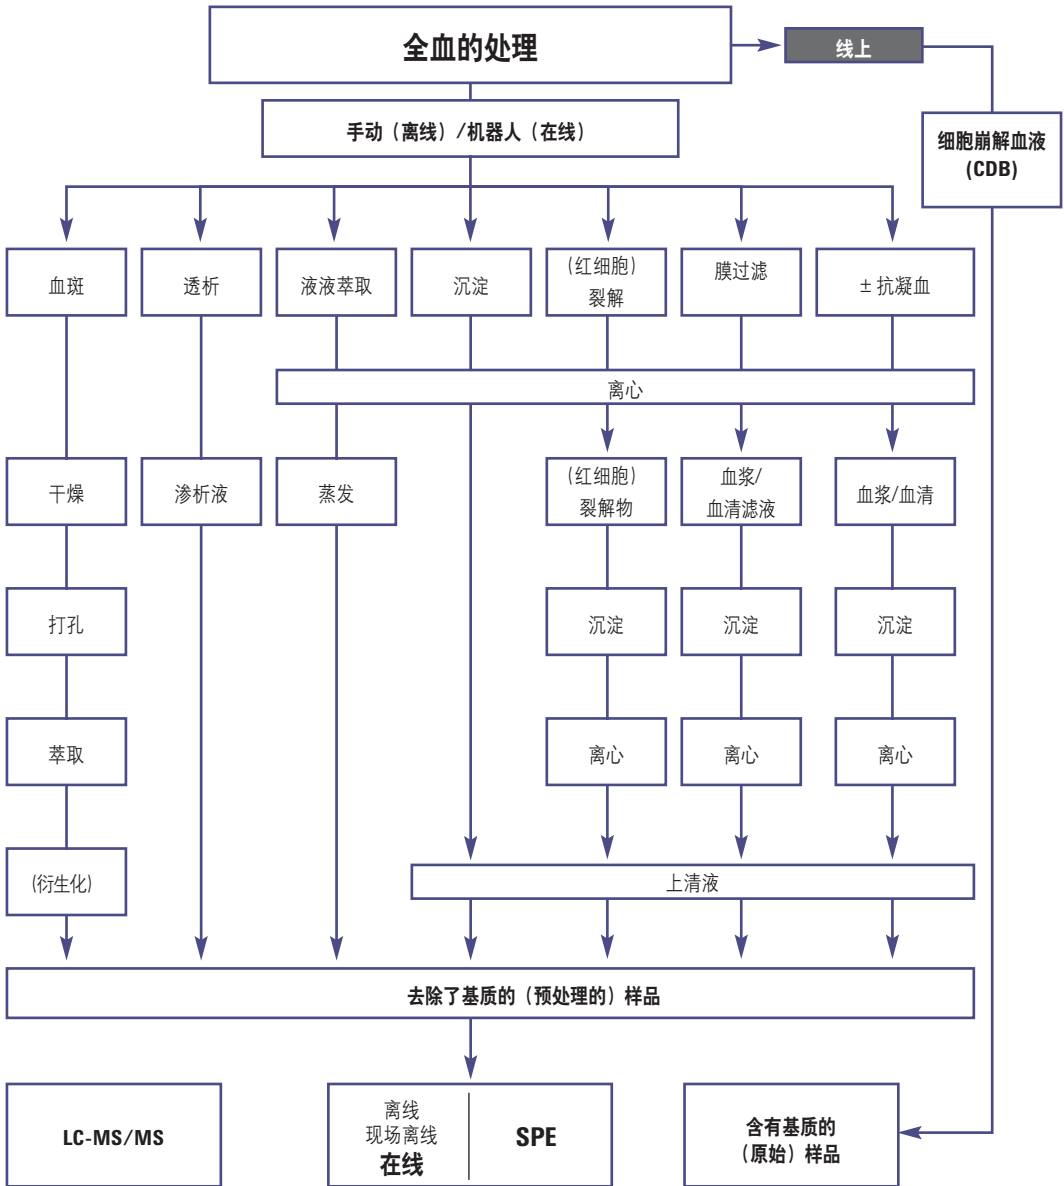 全血的处理
线上
手动（离线）/机器人（在线）
细胞崩解血液
(CDB)
血斑
透析
液液萃取
沉淀
（红细胞）
裂解
膜过滤
± 抗凝血
离心
干燥
渗析液
蒸发
（红细胞）
裂解物
血浆/
血清滤液
血浆/血清
打孔
沉淀
沉淀
沉淀
萃取
离心
离心
离心
（衍生化）
上清液
去除了基质的（预处理的）样品
LC-MS/MS
离线
现场离线
在线
SPE
含有基质的
（原始）样品